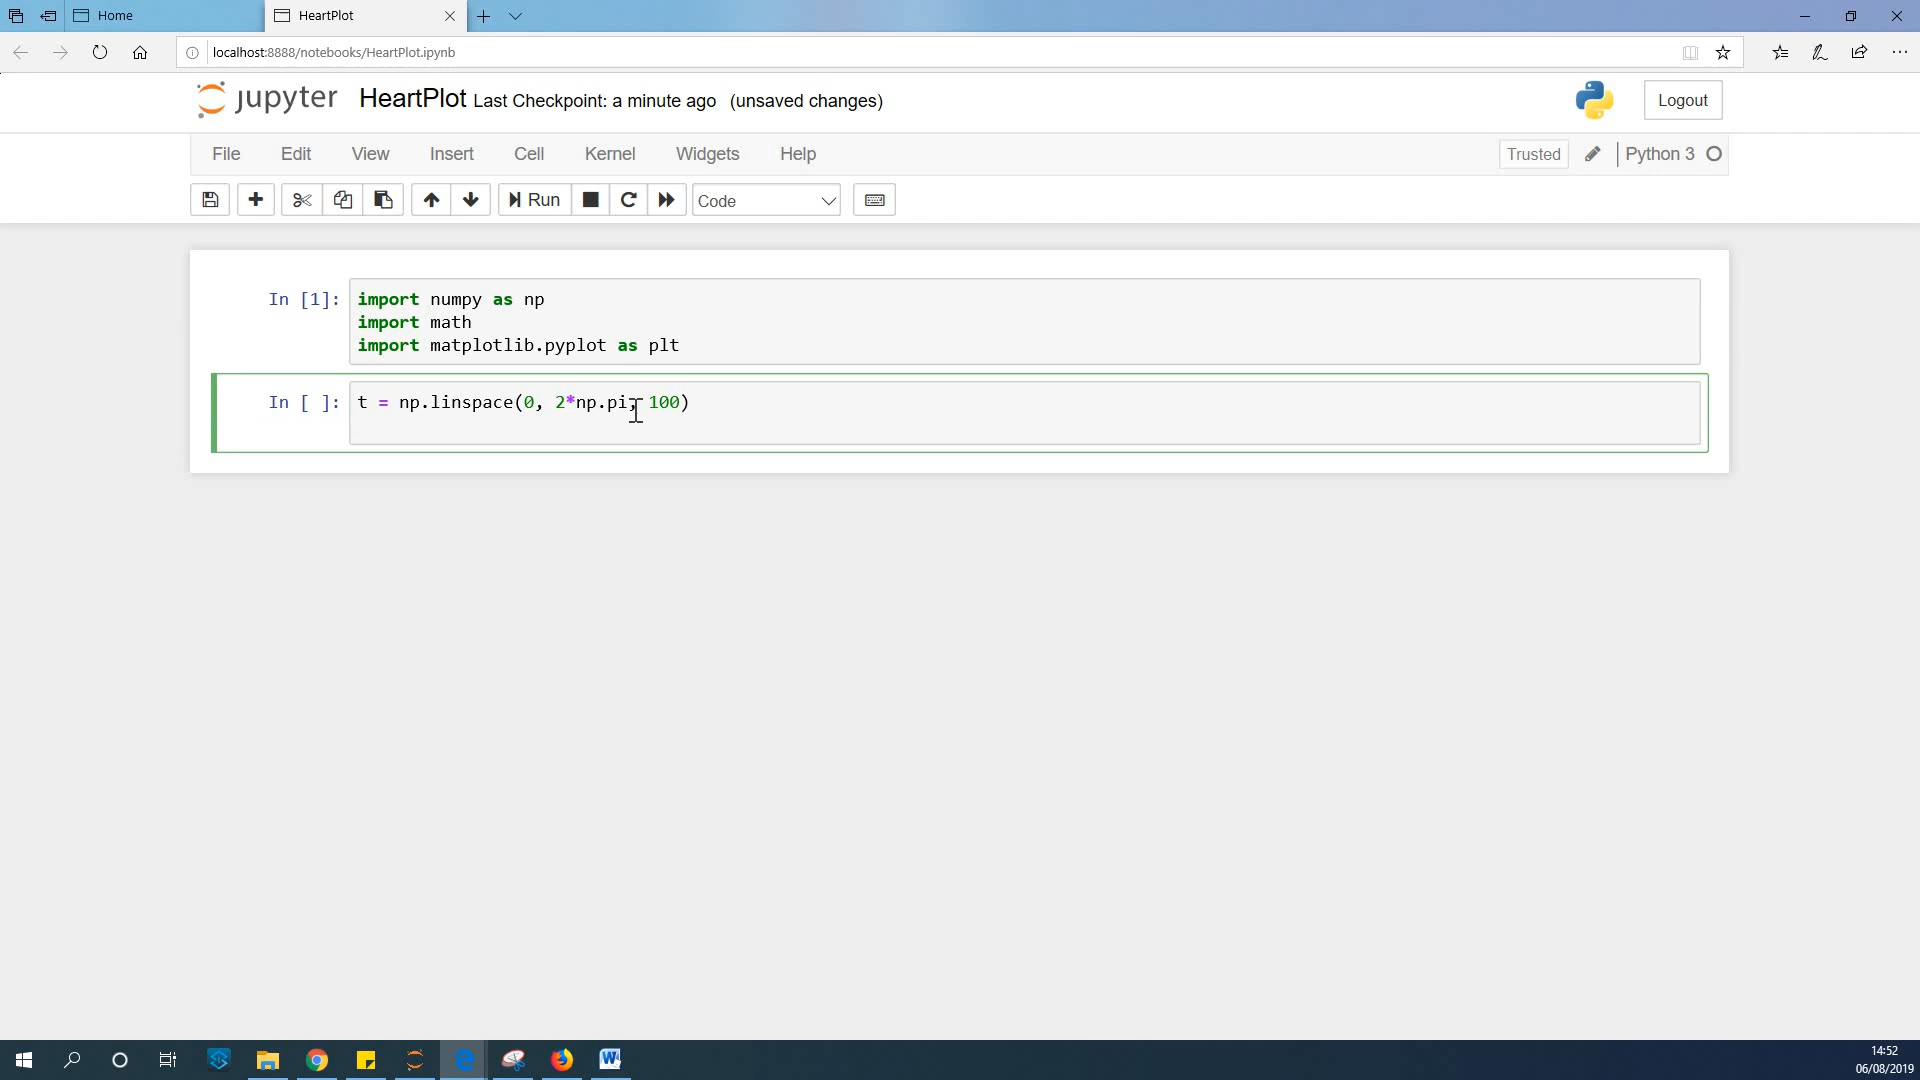 Home
HeartPlot
localhost:8888/notebooks/HeartPlot.ipynb
jupyter HeartPlot Last Checkpoint: a minute ago (unsaved changes)
Logout
File Edit View Insert Cell Kernel Widgets Help
Trusted Python 3
Run Code
In [1]: import numpy as np
import math
import matplotlib.pyplot as plt
In [ ]: t = np.linspace(0, 2*np.pi, 100)
14:52
06/08/2019